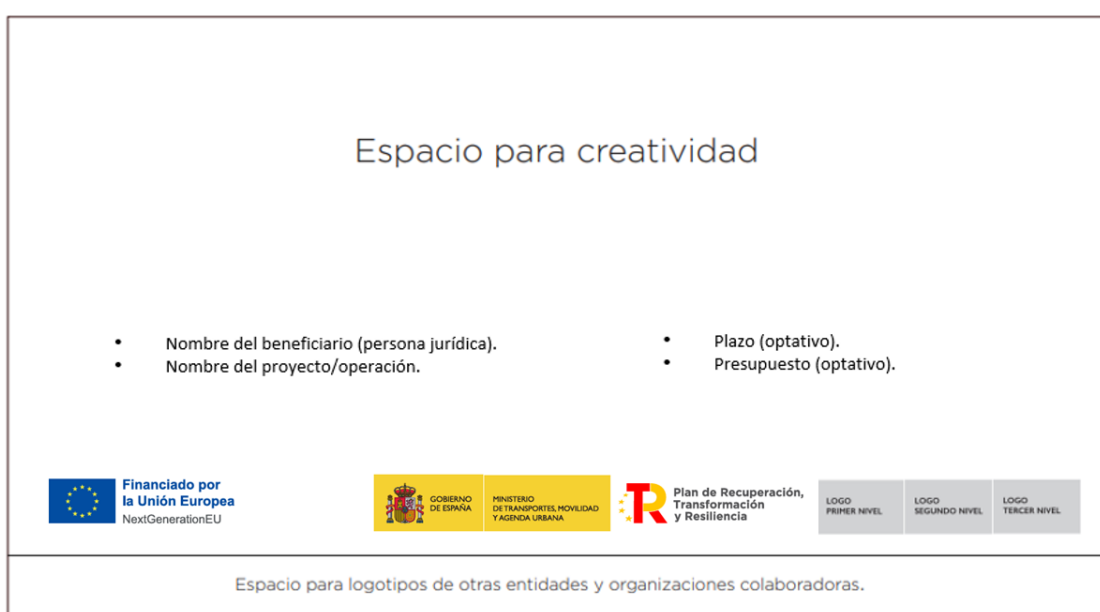 Espacio para creatividad
• Nombre del beneficiario (persona jurídica).
• Nombre del proyecto/operación.
• Plazo (optativo).
• Presupuesto (optativo).
Financiado por
la Unión Europea
NextGenerationEU
GOBIERNO
DE ESPAÑA
MINISTERIO
DE TRANSPORTES, MOVILIDAD
Y AGENDA URBANA
Plan de Recuperación,
Transformación
y Resiliencia
LOGO
PRIMER NIVEL
LOGO
SEGUNDO NIVEL
LOGO
TERCER NIVEL
Espacio para logotipos de otras entidades y organizaciones colaboradoras.